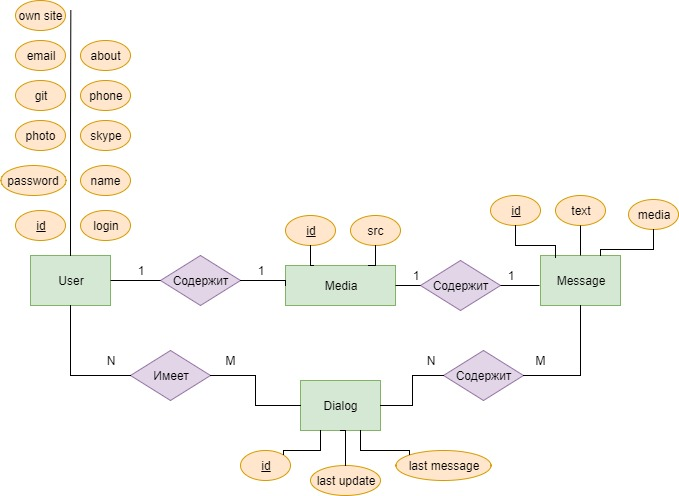 own site
email
about
git
phone
photo
skype
password
name
id
login
id
src
id
text
media
User
1
Содержит
1
Media
1
Содержит
1
Message
N
Имеет
M
N
Содержит
M
Dialog
id
last update
last message